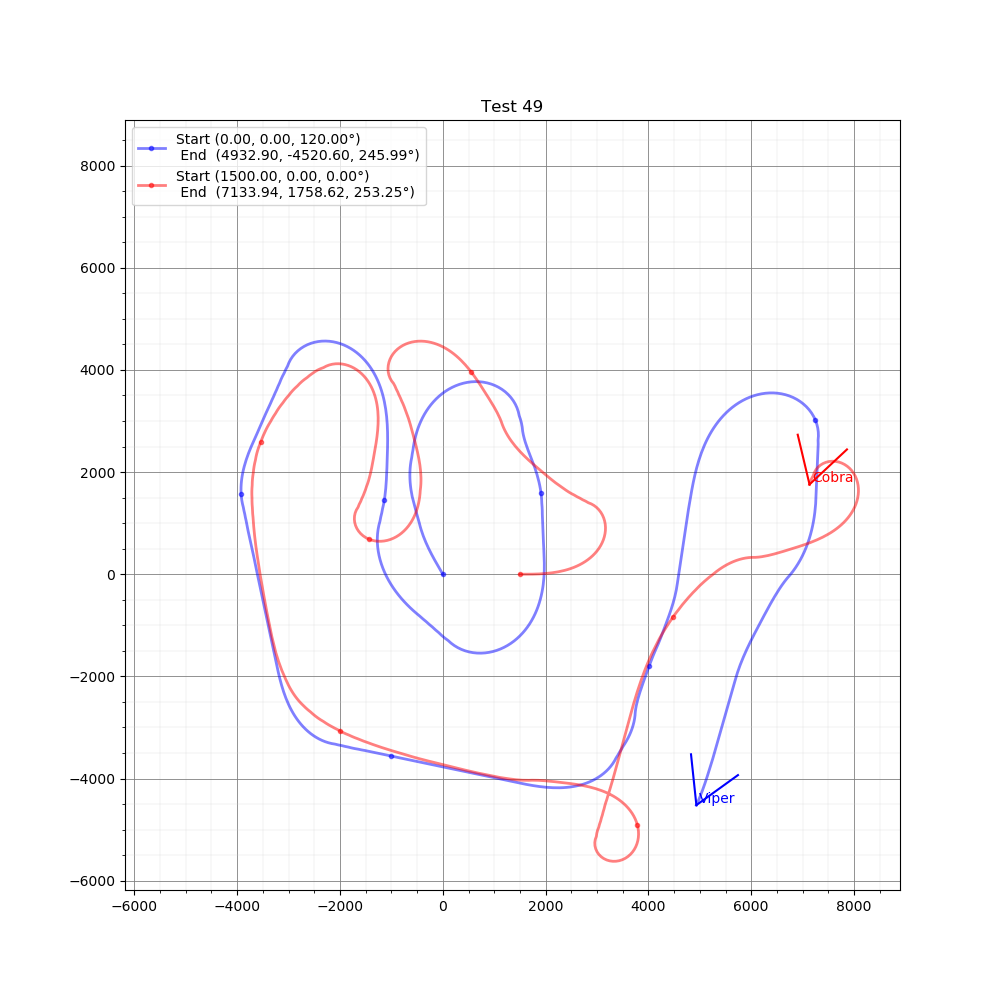 Test 49
Start (0.00, 0.00, 120.00°)
End  (4932.90, -4520.60, 245.99°)
Start (1500.00, 0.00, 0.00°)
End  (7133.94, 1758.62, 253.25°)
8000
6000
4000
2000
0
−2000
−4000
−6000
Cobra
Viper
−6000 −4000 −2000 0 2000 4000 6000 8000